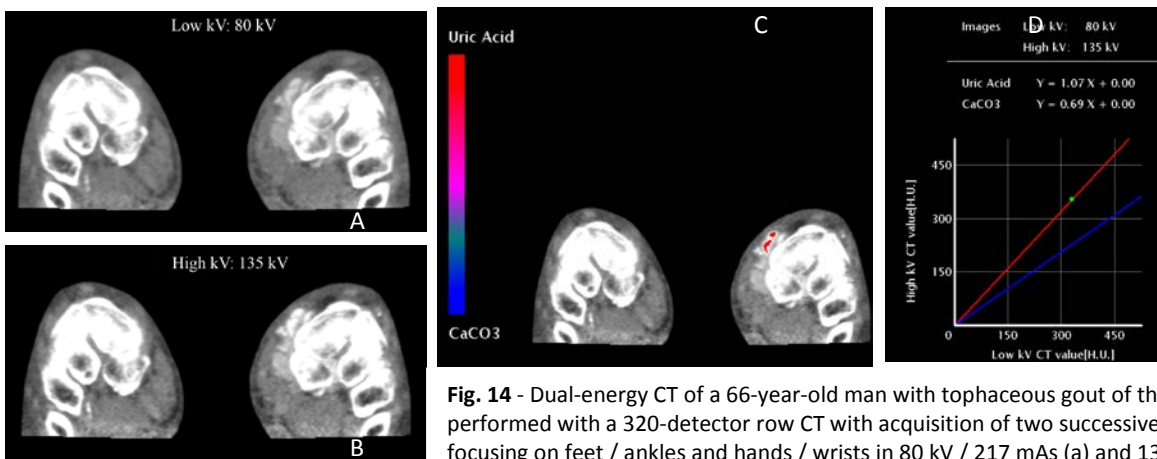 Low kV: 80 kV
A
High kV: 135 kV
B
C
Uric Acid
CaCO3
D
Images Low kV: 80 kV
High kV: 135 kV
Uric Acid Y = 1.07 X + 0.00
CaCO3 Y = 0.69 X + 0.00
High kV CT value[H.U.]
450
300
150
0 150 300 450
Low kV CT value[H.U.]
Fig. 14 - Dual-energy CT of a 66-year-old man with tophaceous gout of th
performed with a 320-detector row CT with acquisition of two successive
focusing on feet / ankles and hands / wrists in 80 kV / 217 mAs (a) and 13